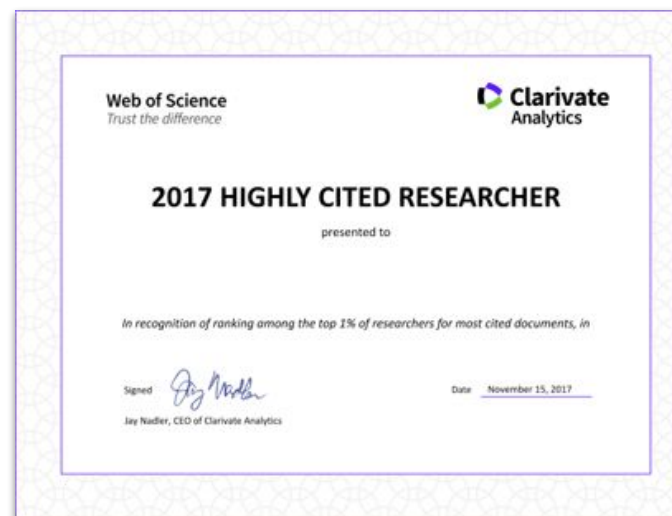 Web of Science
Trust the difference
Clarivate
Analytics
2017 HIGHLY CITED RESEARCHER
presented to
In recognition of ranking among the top 1% of researchers for most cited documents, in
Signed
Jay Nadler
Date November 15, 2017
Jay Nadler, CEO of Clarivate Analytics